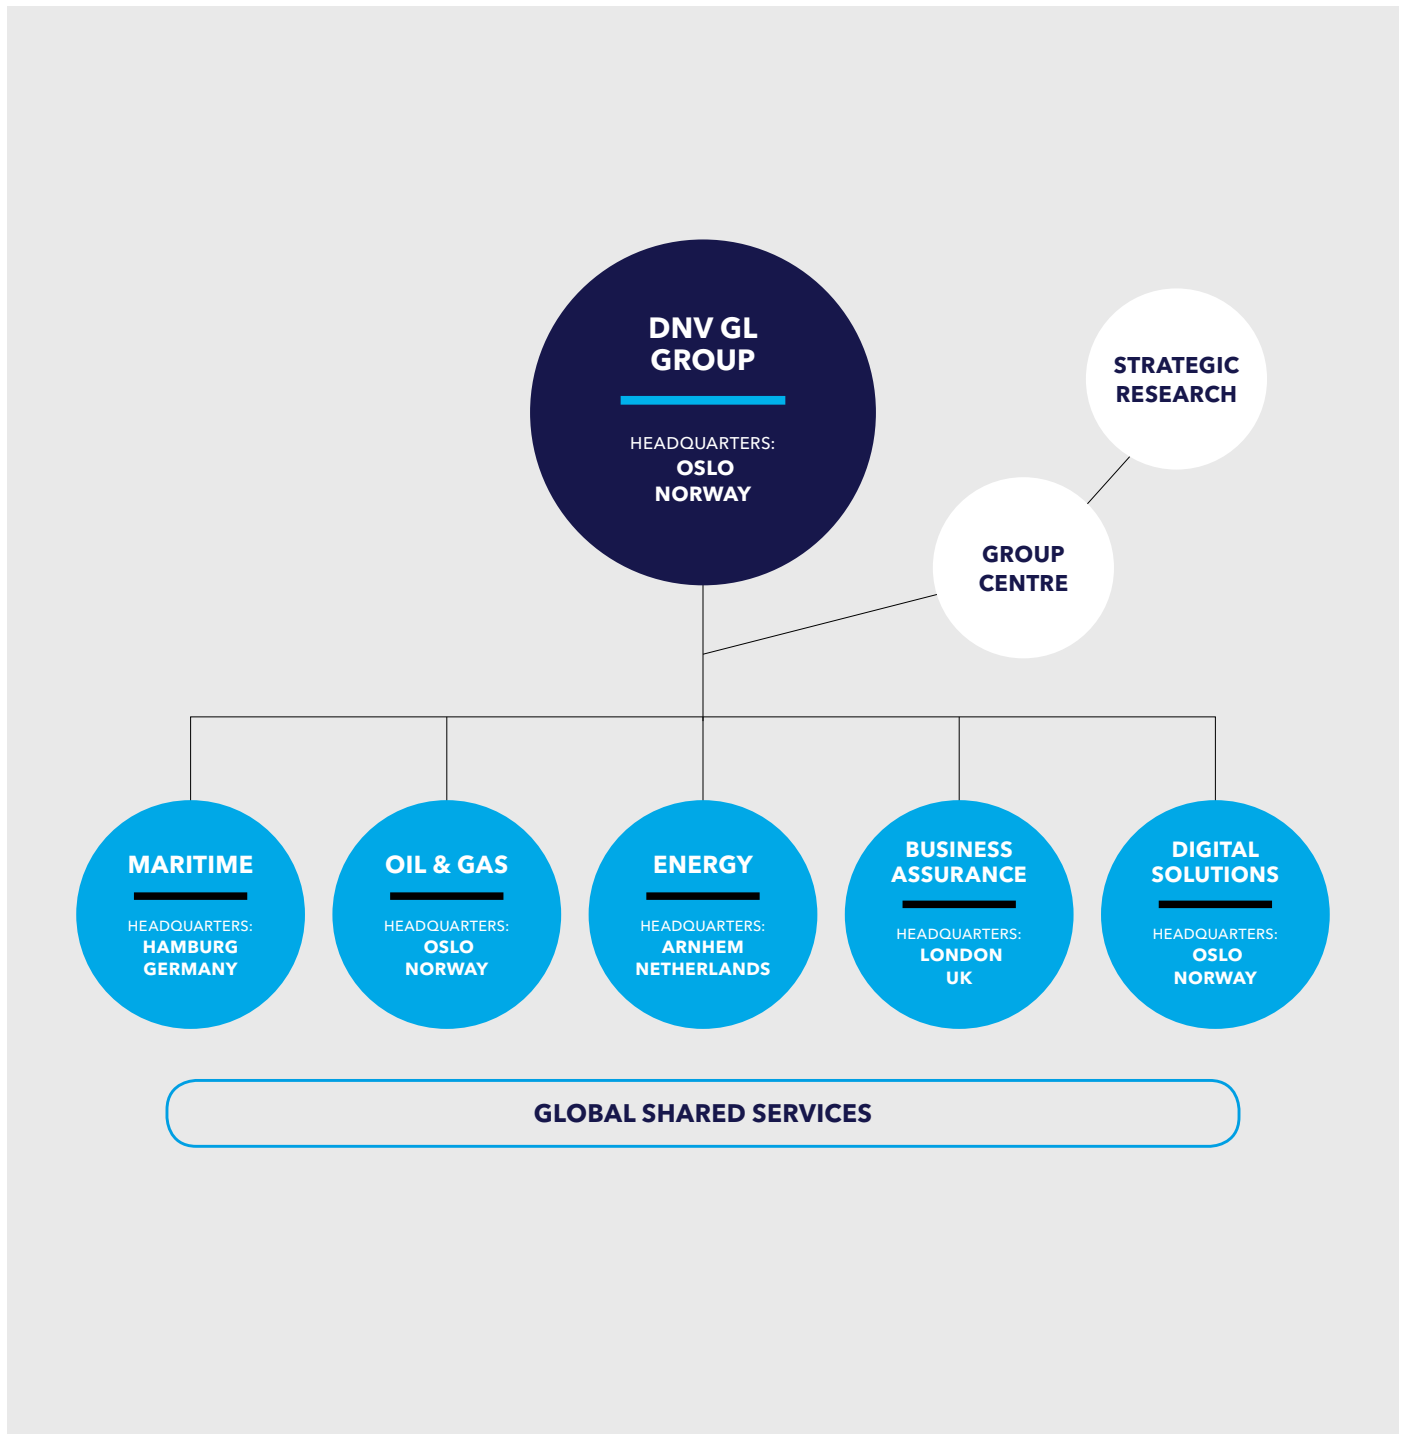 DNV GL
GROUP
HEADQUARTERS:
OSLO
NORWAY
STRATEGIC
RESEARCH
GROUP
CENTRE
MARITIME
HEADQUARTERS:
HAMBURG
GERMANY
OIL & GAS
HEADQUARTERS:
OSLO
NORWAY
ENERGY
HEADQUARTERS:
ARNHEM
NETHERLANDS
BUSINESS
ASSURANCE
HEADQUARTERS:
LONDON
UK
DIGITAL
SOLUTIONS
HEADQUARTERS:
OSLO
NORWAY
GLOBAL SHARED SERVICES